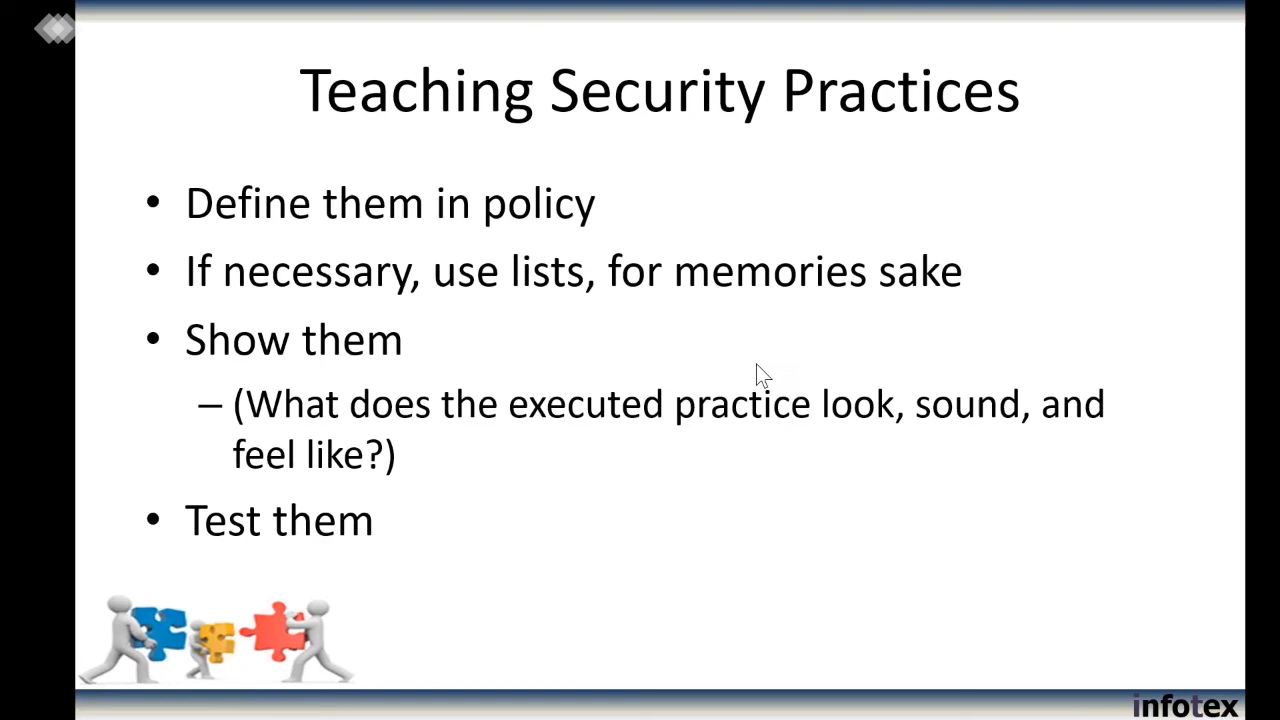 Teaching Security Practices
• Define them in policy
• If necessary, use lists, for memories sake
• Show them
– (What does the executed practice look, sound, and
feel like?)
• Test them
infotex